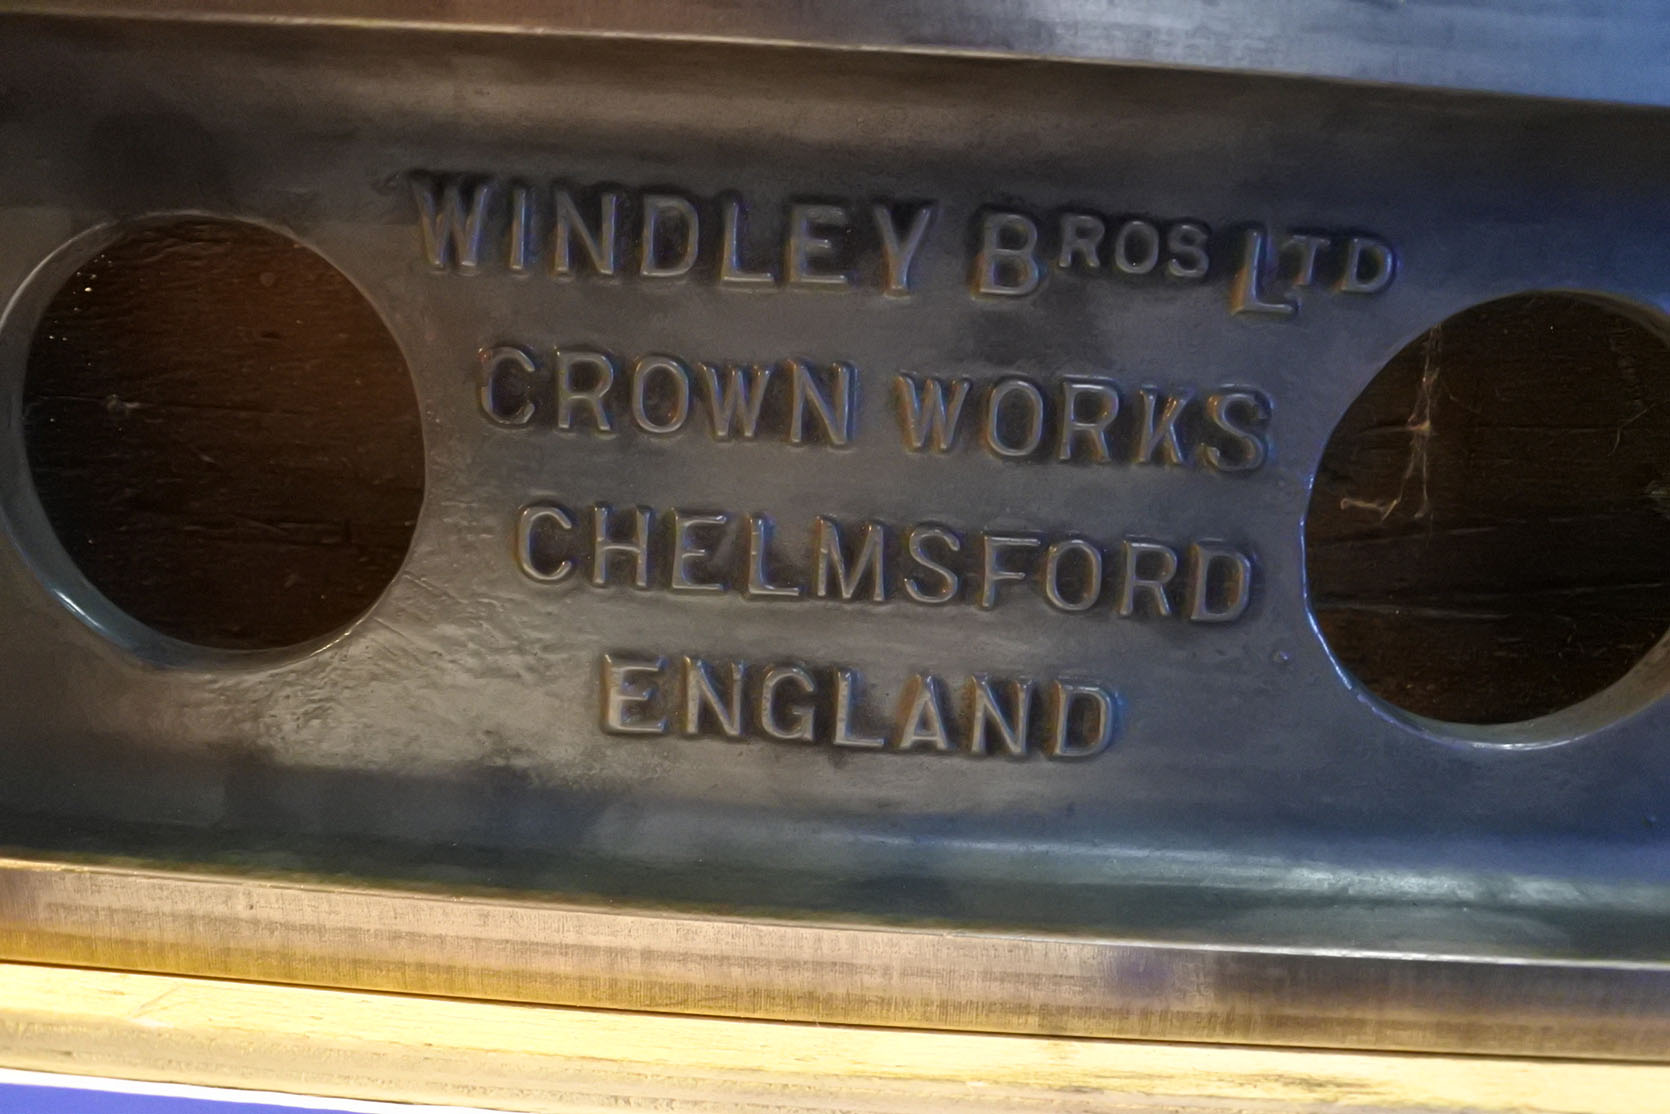 WINDLEY BROS LTD
CROWN WORKS
CHELMSFORD
ENGLAND